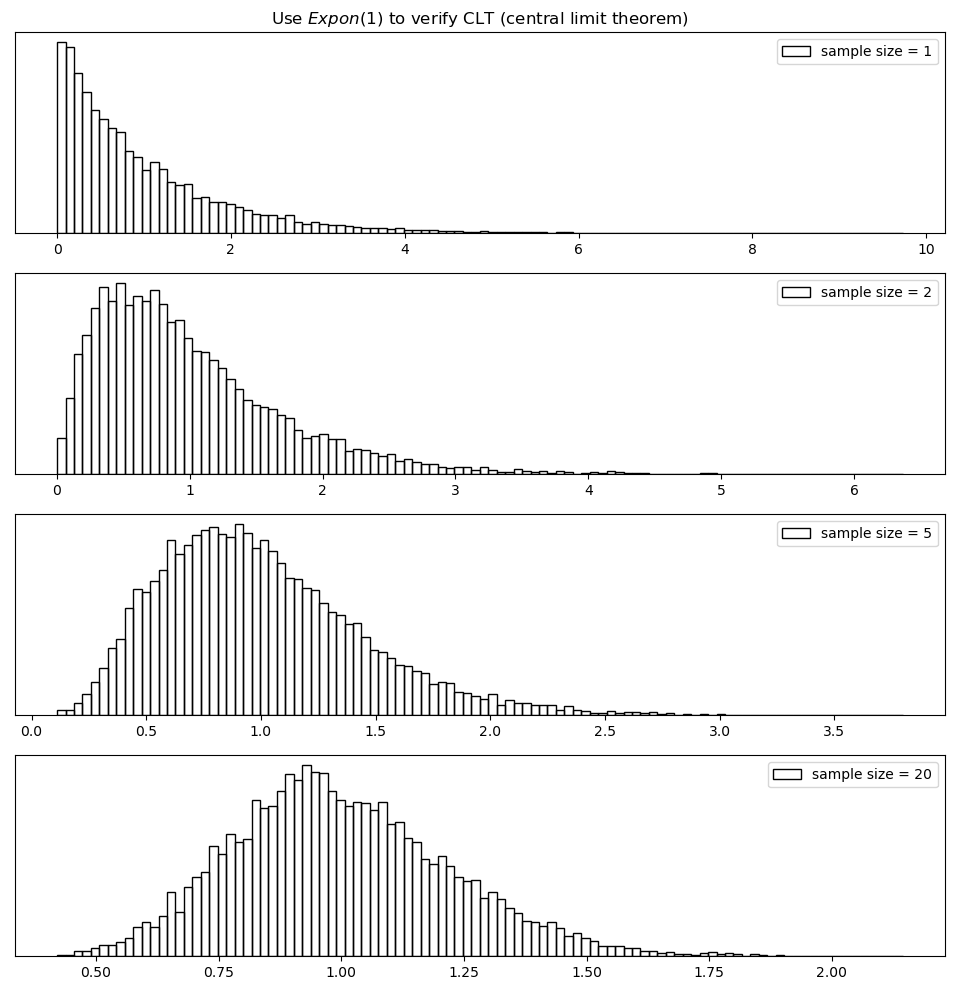 Use Expon(1) to verify CLT (central limit theorem)
sample size = 1
0 2 4 6 8 10
sample size = 2
0 1 2 3 4 5 6
sample size = 5
0.0 0.5 1.0 1.5 2.0 2.5 3.0 3.5
sample size = 20
0.50 0.75 1.00 1.25 1.50 1.75 2.00